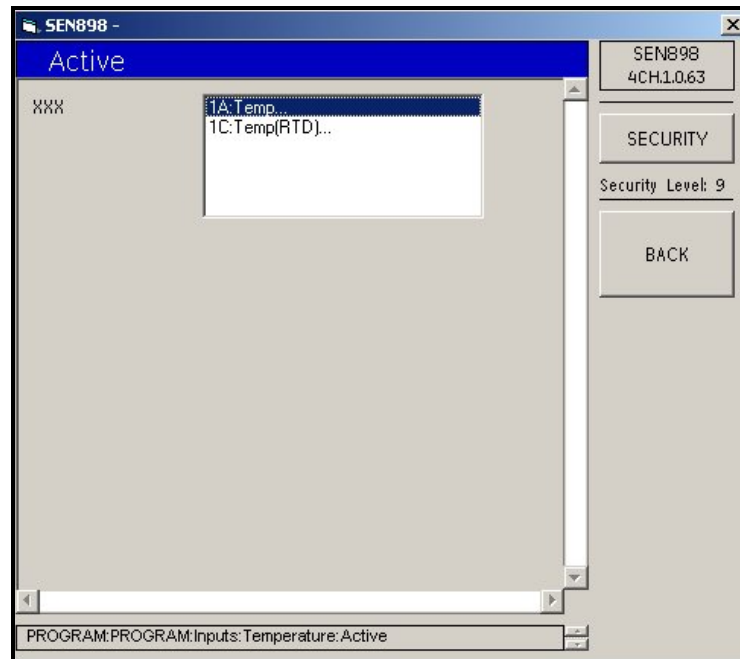 SEN898 -
Active
XXX
1A:Temp...
1C:Temp(RTD)...
SEN898
4CH.1.0.63
SECURITY
Security Level: 9
BACK
PROGRAM:PROGRAM:Inputs:Temperature:Active